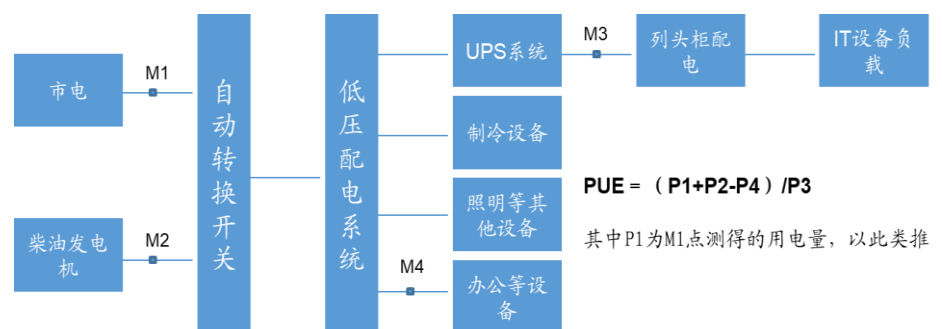 市电
M1
柴油发电
机
M2
自动转换开关
低压配电系统
UPS系统
M3
列头柜配
电
IT设备负
载
制冷设备
照明等其
他设备
M4
办公等设
备
PUE =（P1+P2-P4）/P3
其中P1为M1点测得的用电量，以此类推